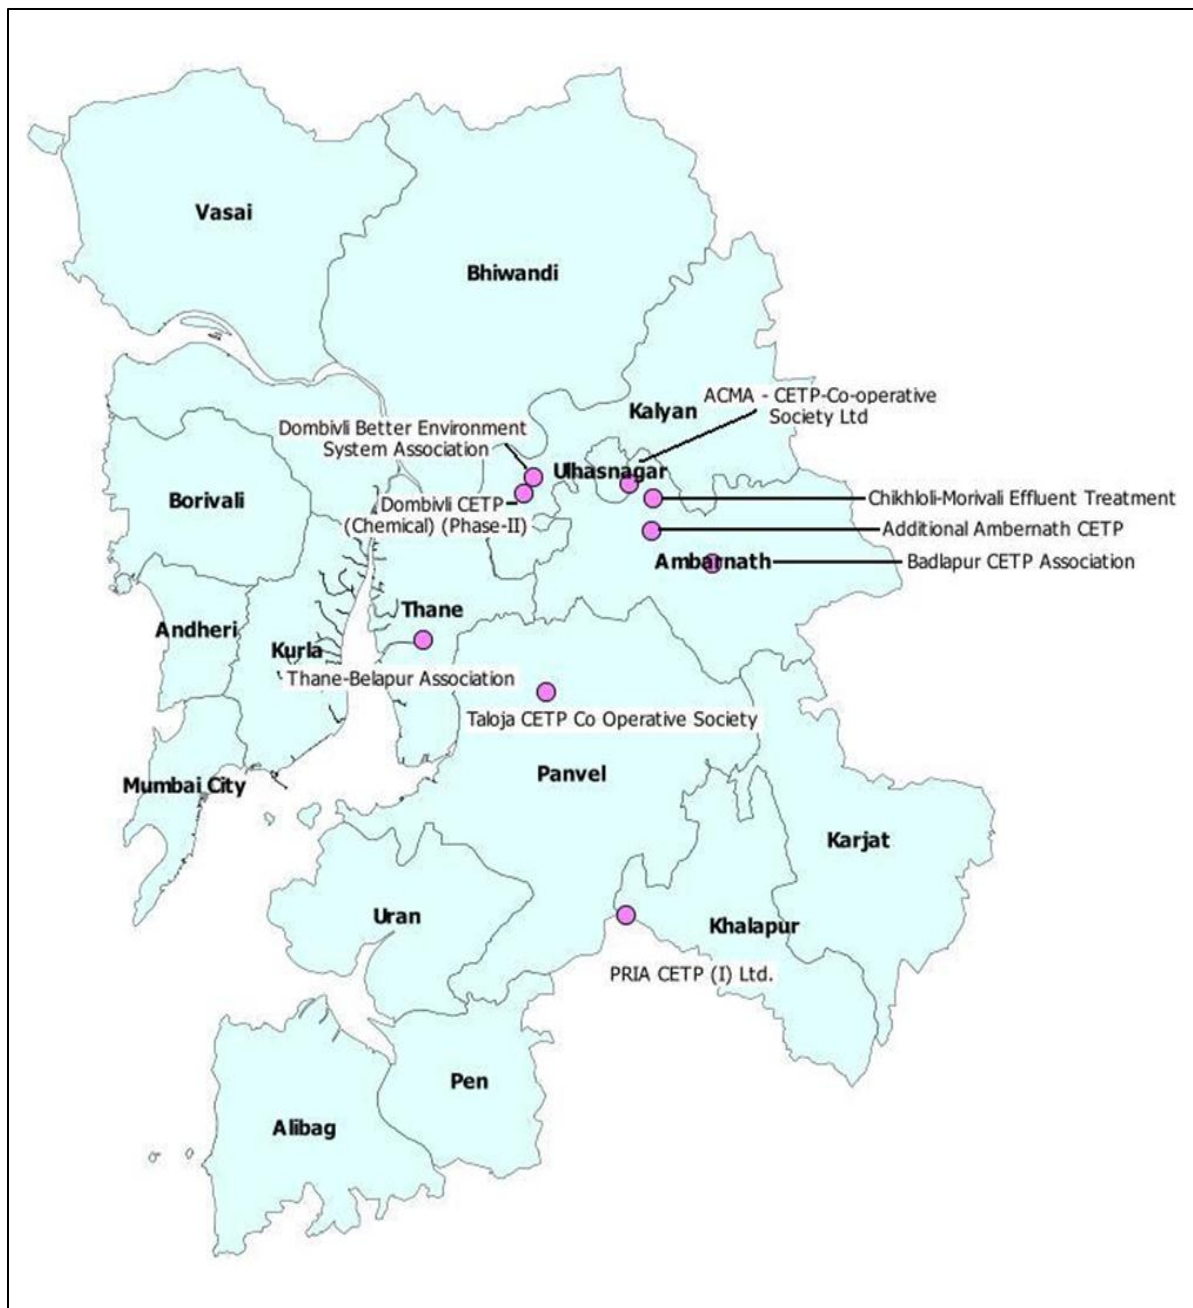 Vasai
Bhiwandi
ACMA - CETP-Co-operative
Society Ltd
Kalyan
Dombivli Better Environment
System Association
Ulhasnagar
Borivali
Dombivli CETP
(Chemical) (Phase-II)
Chikhloli-Morivali Effluent Treatment
Additional Ambernath CETP
Ambarnath
Badlapur CETP Association
Thane
Andheri
Kurla
Thane-Belapur Association
Taloja CETP Co Operative Society
Panvel
Mumbai City
Karjat
Uran
Khalapur
PRIA CETP (I) Ltd.
Pen
Alibag